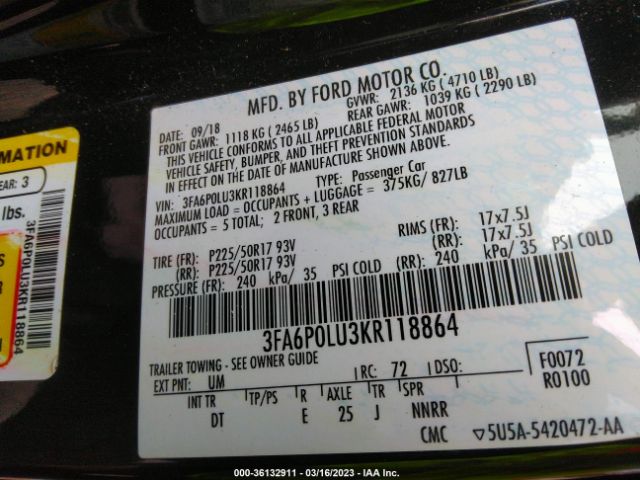 MFD. BY FORD MOTOR CO.
DATE: 09/18 GVWR: 2136 KG ( 4710 LB)
FRONT GAWR: 1118 KG ( 2465 LB) REAR GAWR: 1039 KG ( 2290 LB)
THIS VEHICLE CONFORMS TO ALL APPLICABLE FEDERAL MOTOR
VEHICLE SAFETY, BUMPER, AND THEFT PREVENTION STANDARDS
IN EFFECT ON THE DATE OF MANUFACTURE SHOWN ABOVE.
VIN: 3FA6P0LU3KR118864 TYPE: Passenger Car
MAXIMUM LOAD = OCCUPANTS + LUGGAGE = 375KG/ 827LB
OCCUPANTS = 5 TOTAL; 2 FRONT, 3 REAR
TIRE (FR): P225/50R17 93V RIMS (FR): 17x7.5J
(RR): P225/50R17 93V (RR): 17x7.5J
PRESSURE (FR): 240 kPa/ 35 PSI COLD (RR): 240 kPa/ 35 PSI COLD
3FA6P0LU3KR118864
TRAILER TOWING - SEE OWNER GUIDE
EXT PNT: UM RC: 72 DSO: F0072
R0100
INT TR TP/PS R AXLE TR SPR
DT E 25 J NNRR
CMC ▽5U5A-5420472-AA
RMATION
EAR: 3
lbs.
3FA6P0LU3KR118864
000-36132911 - 03/16/2023 - IAA Inc.